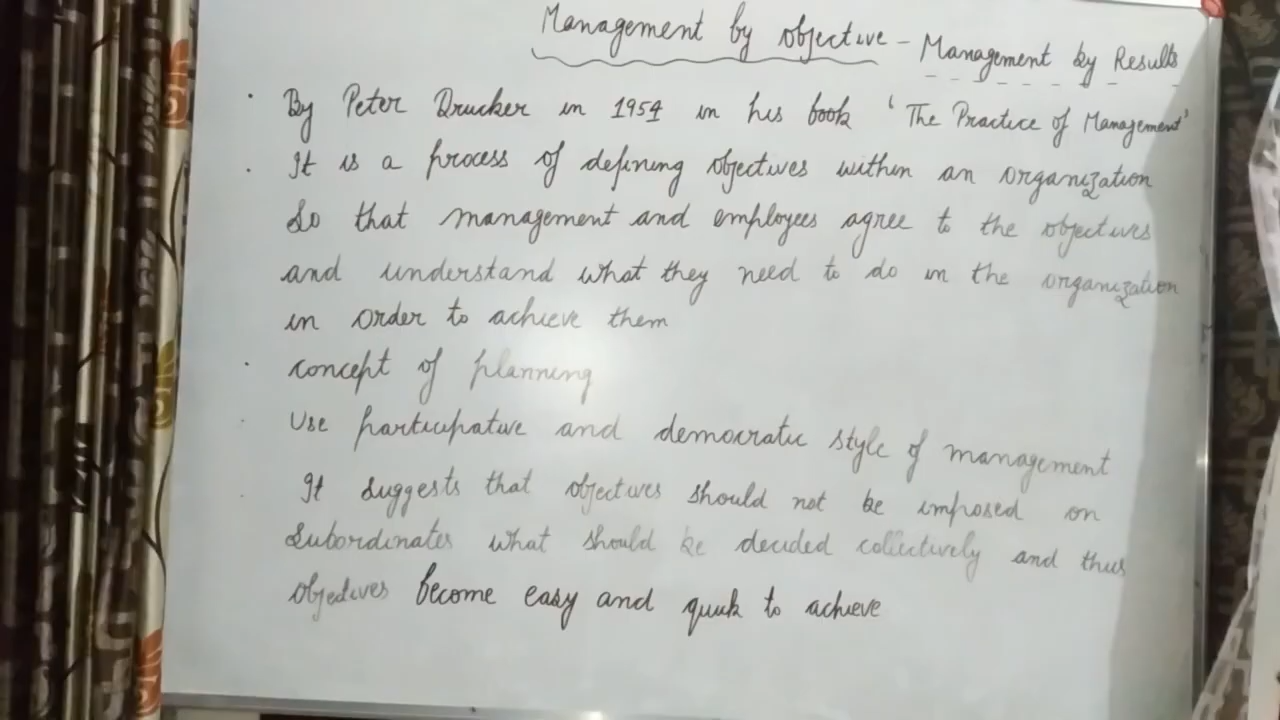 Management by objective - Management by Results
· By Peter Drucker in 1954 in his book 'The Practice of Management'
· It is a process of defining objectives within an organization
So that management and employees agree to the objectives
and understand what they need to do in the organization
in order to achieve them
· concept of planning
· Use participative and democratic style of management
· It suggests that objectives should not be imposed on
Subordinates what should be decided collectively and thus
objectives become easy and quick to achieve